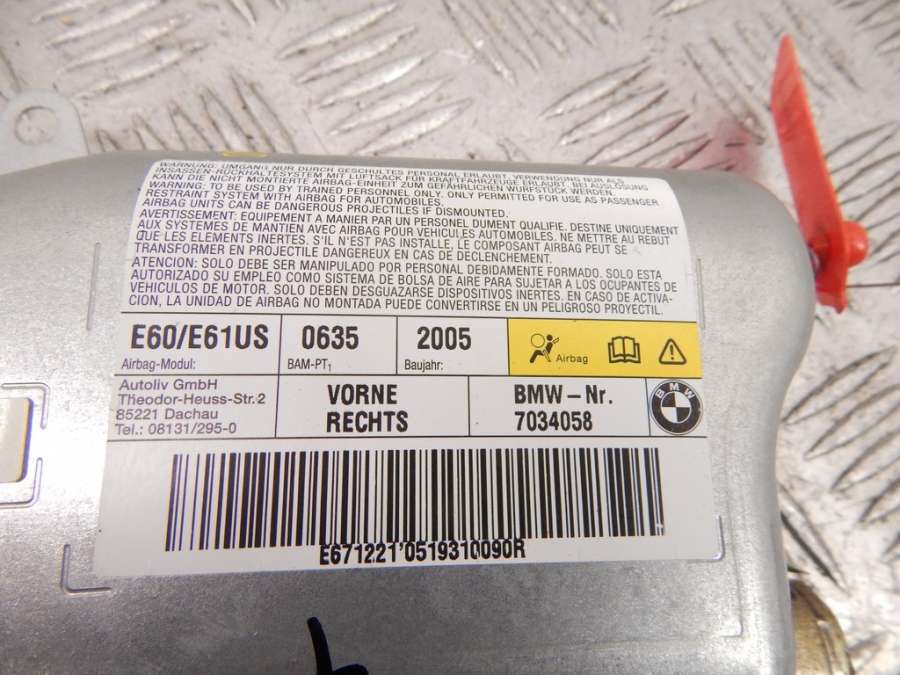 WARNUNG: UMGANG NUR DURCH GESCHULTES PERSONAL ERLAUBT. VERWENDUNG NUR ALS
INSASSEN-RÜCKHALTESYSTEM MIT LUFTSACK FÜR KRAFTFAHRZEUGE ERLAUBT. BEI AUSLÖSUNG
KANN DIE NICHT MONTIERTE AIRBAG-EINHEIT ZUM GEFÄHRLICHEN WURFSTÜCK WERDEN.
WARNING: TO BE USED BY TRAINED PERSONNEL ONLY. ONLY PERMITTED FOR USE AS PASSENGER
RESTRAINT SYSTEM WITH AIRBAG FOR AUTOMOBILES.
AIRBAG UNITS CAN BE DANGEROUS PROJECTILES IF DISMOUNTED.
AVERTISSEMENT: EQUIPEMENT A MANIER PAR UN PERSONEL DUMENT QUALIFIE. DESTINE UNIQUEMENT
AUX SYSTEMES DE MANTIEN AVEC AIRBAG POUR VEHICULES AUTOMOBILES. NE METTRE AU REBUT
QUE LES ELEMENTS INERTES. S'IL N'EST PAS INSTALLE, LE COMPOSANT AIRBAG PEUT SE
TRANSFORMER EN PROJECTILE DANGEREUX EN CAS DE DECLENCHEMENT.
ATENCION: SOLO DEBE SER MANIPULADO POR PERSONAL DEBIDAMENTE FORMADO. SOLO ESTA
AUTORIZADO SU EMPLEO COMO SISTEMA DE BOLSA DE AIRE PARA SUJETAR A LOS OCUPANTES DE
VEHICULOS DE MOTOR. SOLO DEBEN DESGUAZARSE DISPOSITIVOS INERTES. EN CASO DE ACTIVA-
CION, LA UNIDAD DE AIRBAG NO MONTADA PUEDE CONVERTIRSE EN UN PELIGROSO PROYECTIL.
E60/E61US 0635 2005
Airbag-Modul: BAM-PT1 Baujahr: Airbag
Autoliv GmbH
Theodor-Heuss-Str.2
85221 Dachau
Tel.: 08131/295-0
VORNE
RECHTS
BMW-Nr.
7034058
BMW
E671221'0519310090R